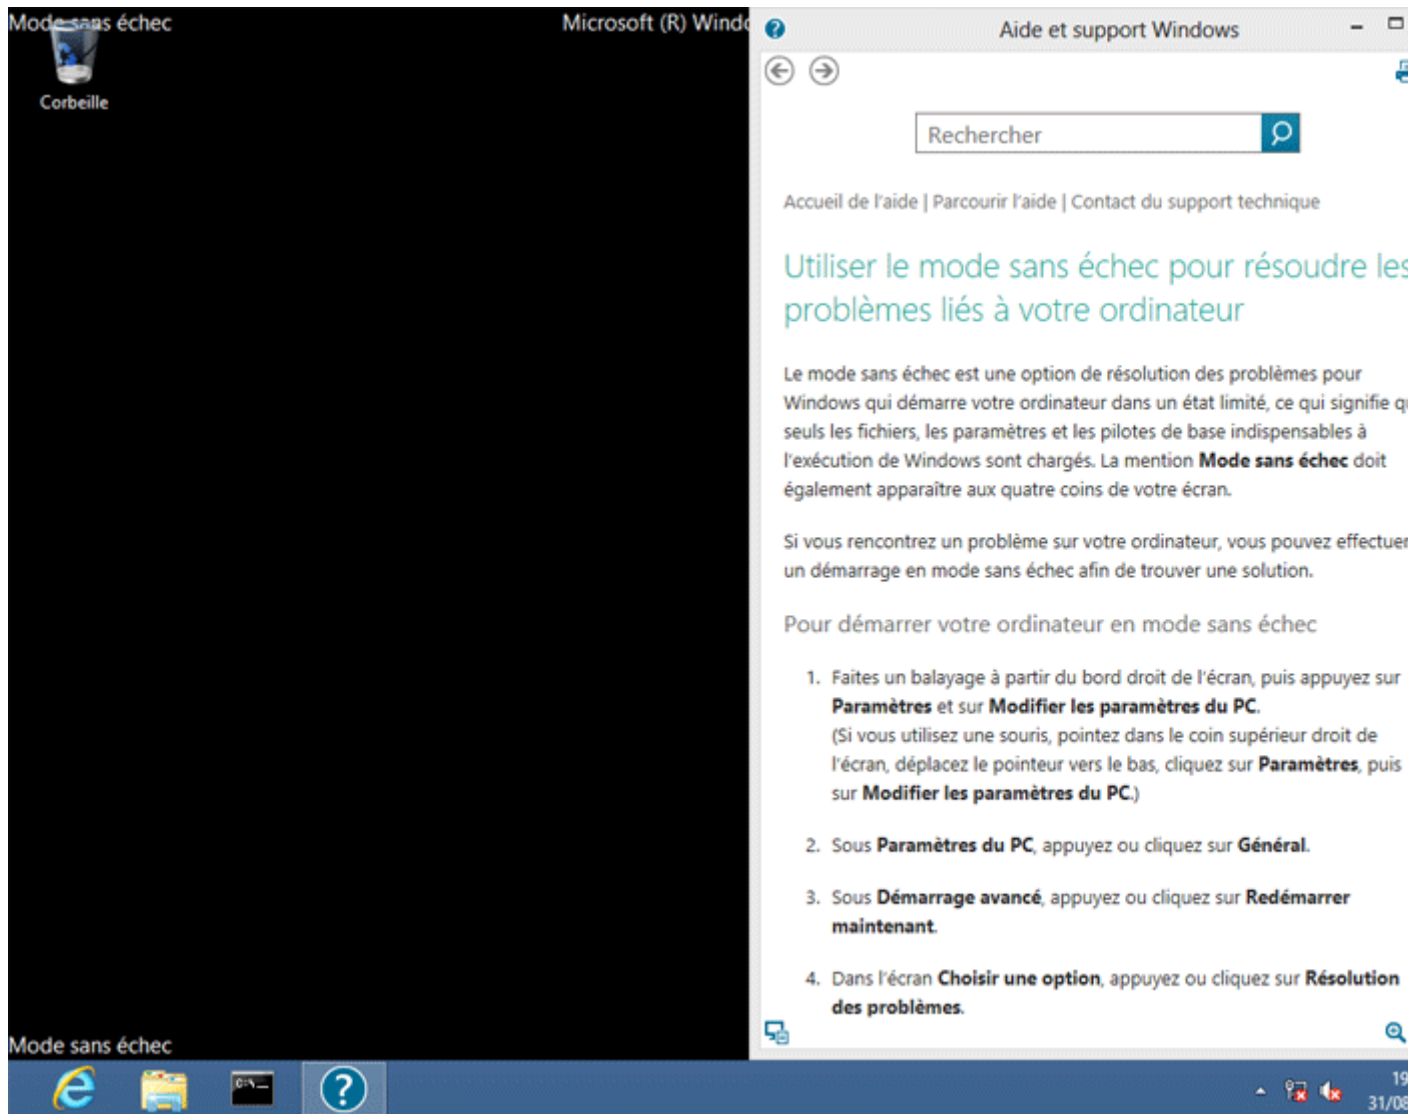 Mode sans échec
Microsoft (R)
Corbeille
Aide et support Windows
Rechercher
Accueil de l'aide | Parcourir l'aide | Contact du support technique
Utiliser le mode sans échec pour résoudre les
problèmes liés à votre ordinateur
Le mode sans échec est une option de résolution des problèmes pour
Windows qui démarre votre ordinateur dans un état limité, ce qui signifie
seuls les fichiers, les paramètres et les pilotes de base indispensables à
l'exécution de Windows sont chargés. La mention Mode sans échec doit
également apparaître aux quatre coins de votre écran.
Si vous rencontrez un problème sur votre ordinateur, vous pouvez effectuer
un démarrage en mode sans échec afin de trouver une solution.
Pour démarrer votre ordinateur en mode sans échec
1. Faites un balayage à partir du bord droit de l'écran, puis appuyez sur
Paramètres et sur Modifier les paramètres du PC.
(Si vous utilisez une souris, pointez dans le coin supérieur droit de
l'écran, déplacez le pointeur vers le bas, cliquez sur Paramètres, puis
sur Modifier les paramètres du PC.)
2. Sous Paramètres du PC, appuyez ou cliquez sur Général.
3. Sous Démarrage avancé, appuyez ou cliquez sur Redémarrer
maintenant.
4. Dans l'écran Choisir une option, appuyez ou cliquez sur Résolution
des problèmes.
Mode sans échec
C:\_
19
31/08